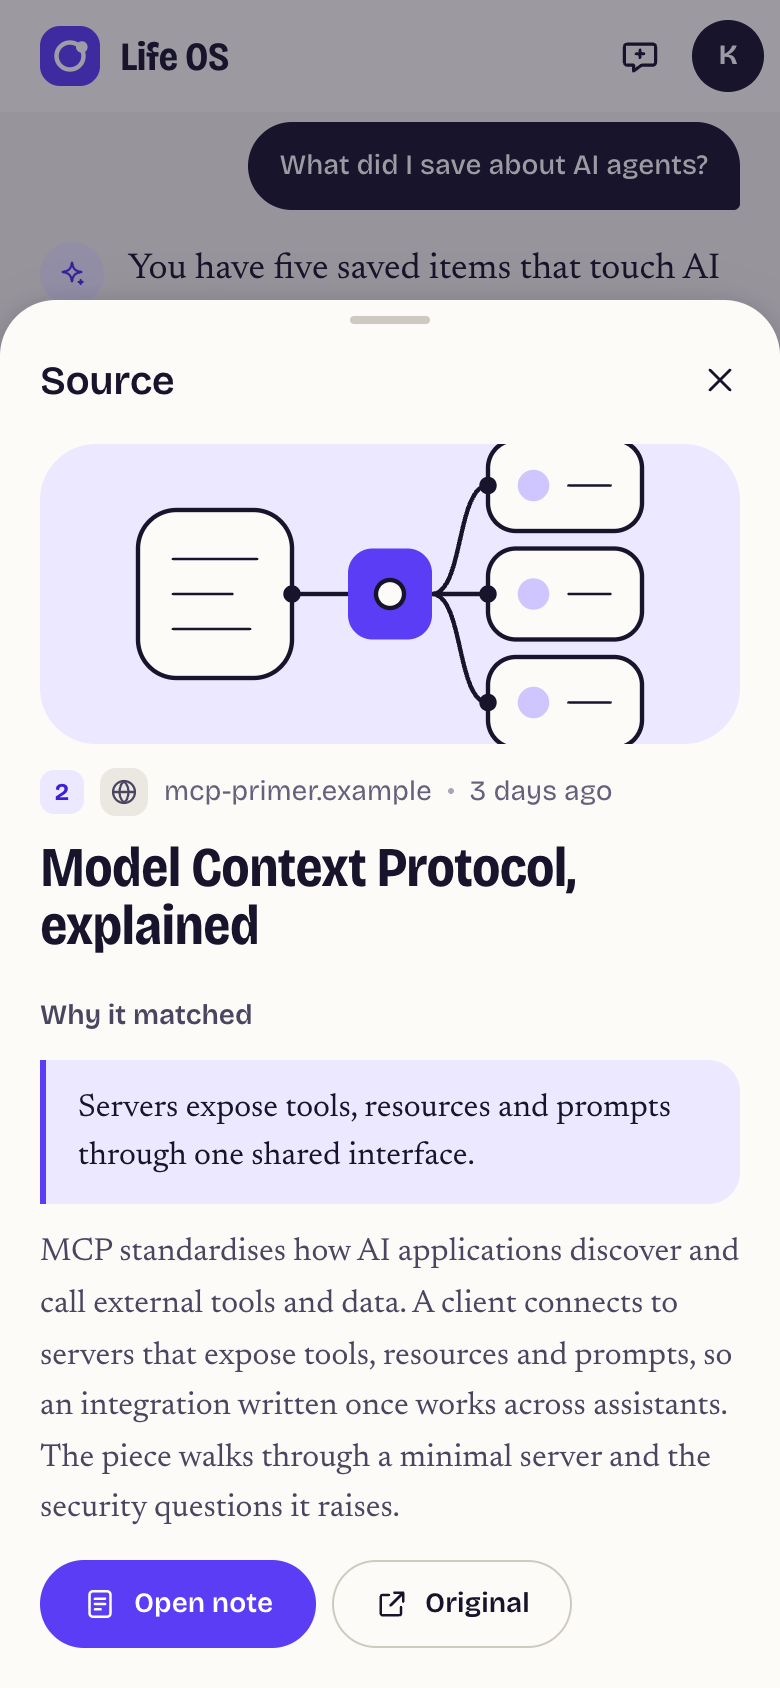 Life OS
K
What did I save about AI agents?
You have five saved items that touch AI
Source
2 mcp-primer.example • 3 days ago
Model Context Protocol,
explained
Why it matched
Servers expose tools, resources and prompts
through one shared interface.
MCP standardises how AI applications discover and
call external tools and data. A client connects to
servers that expose tools, resources and prompts, so
an integration written once works across assistants.
The piece walks through a minimal server and the
security questions it raises.
Open note
Original